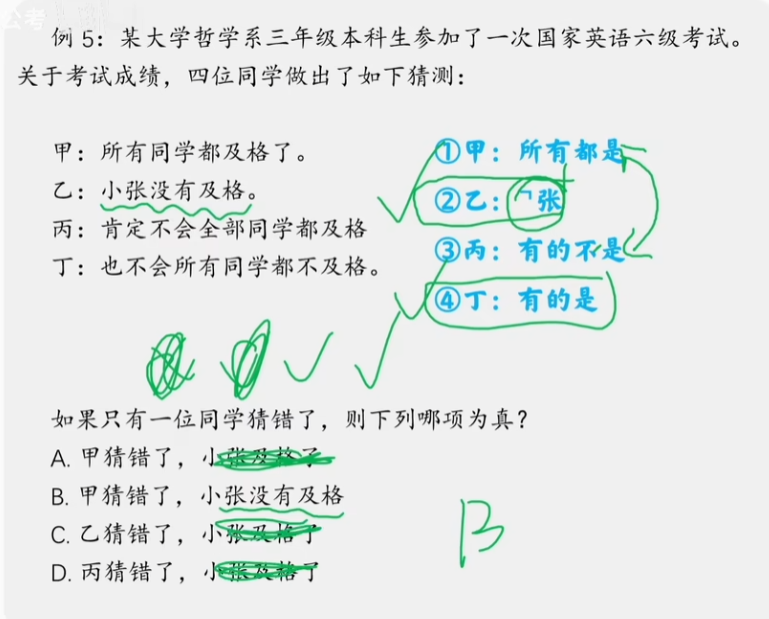 公考
例 5：某大学哲学系三年级本科生参加了一次国家英语六级考试。
关于考试成绩，四位同学做出了如下猜测：
甲：所有同学都及格了。
乙：小张没有及格。
丙：肯定不会全部同学都及格
丁：也不会所有同学都不及格。
①甲：所有都是
②乙：¬张
③丙：有的不是
④丁：有的是
如果只有一位同学猜错了，则下列哪项为真？
A. 甲猜错了，小张及格了
B. 甲猜错了，小张没有及格
C. 乙猜错了，小张及格了
D. 丙猜错了，小张及格了
B